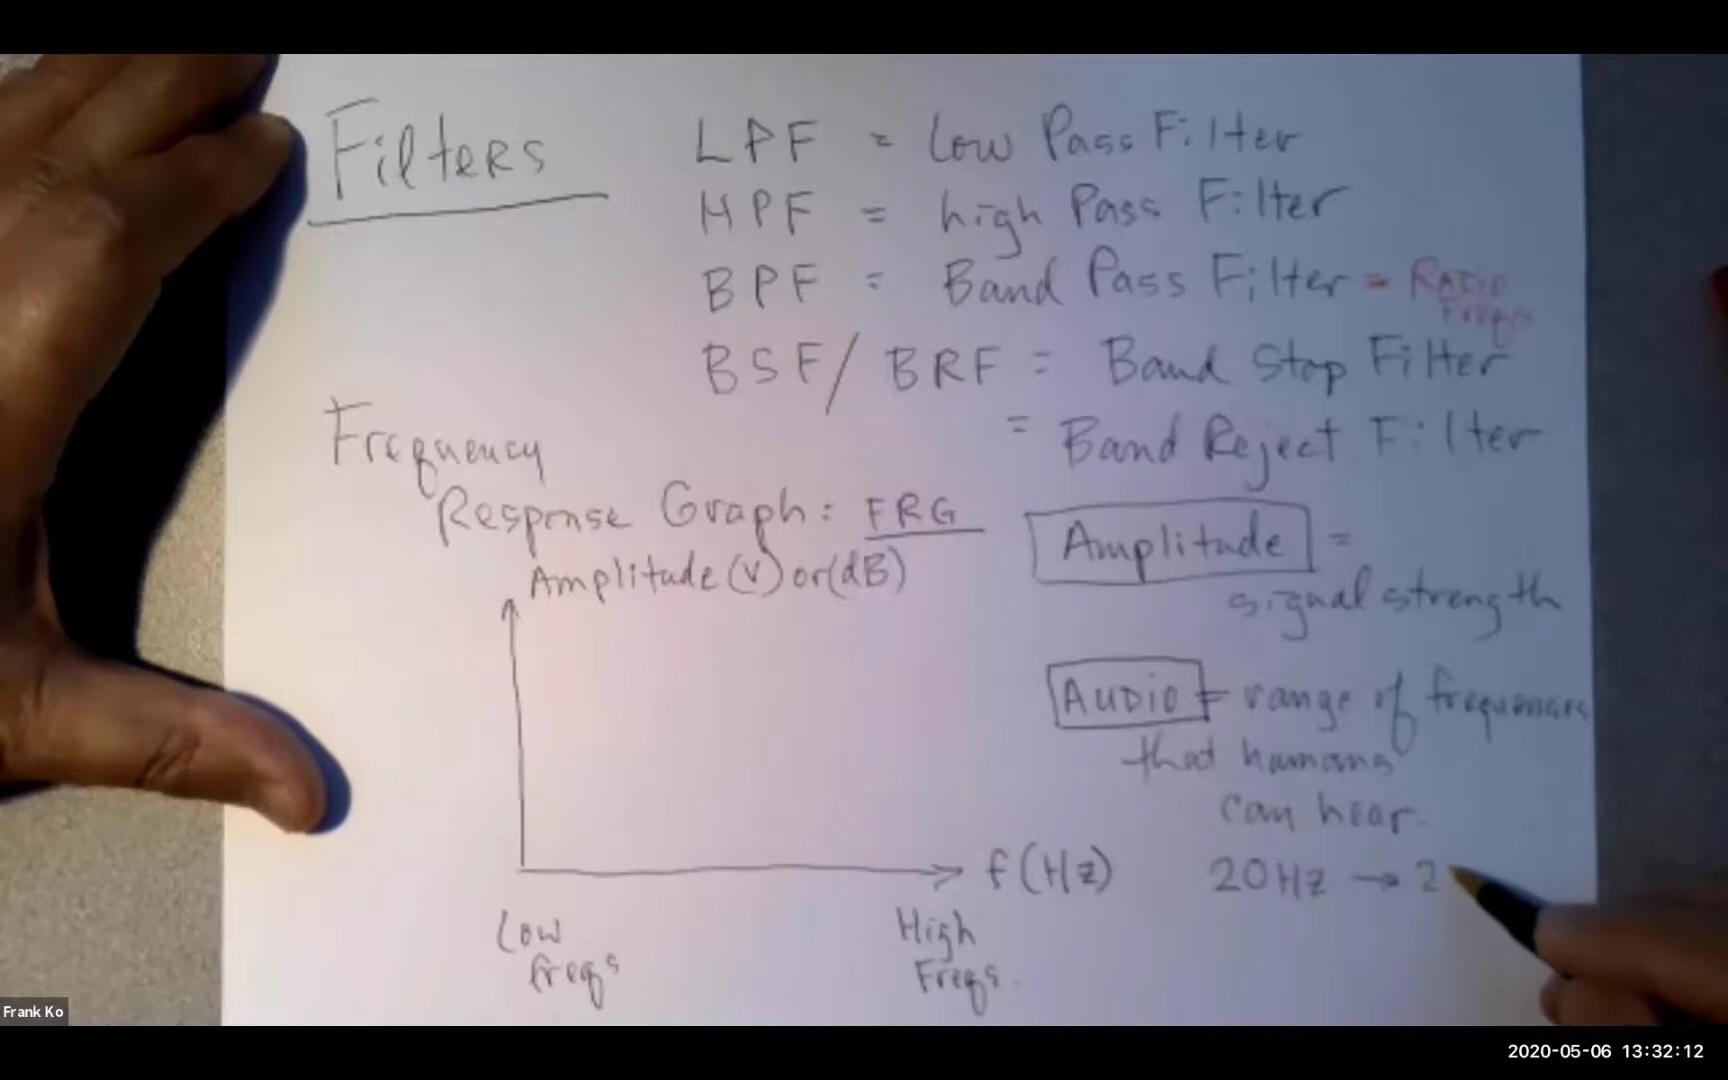 Filters
LPF = Low Pass Filter
HPF = high Pass Filter
BPF = Band Pass Filter = RADIO
Freqs
BSF/ BRF = Band Stop Filter
= Band Reject Filter
Frequency
Response Graph: FRG
Amplitude (V) or (dB)
f (Hz)
Low
freqs
High
Freqs.
Amplitude =
signal strength
AUDIO = range of frequencies
that humans
can hear.
20 Hz → 2
Frank Ko
2020-05-06 13:32:12